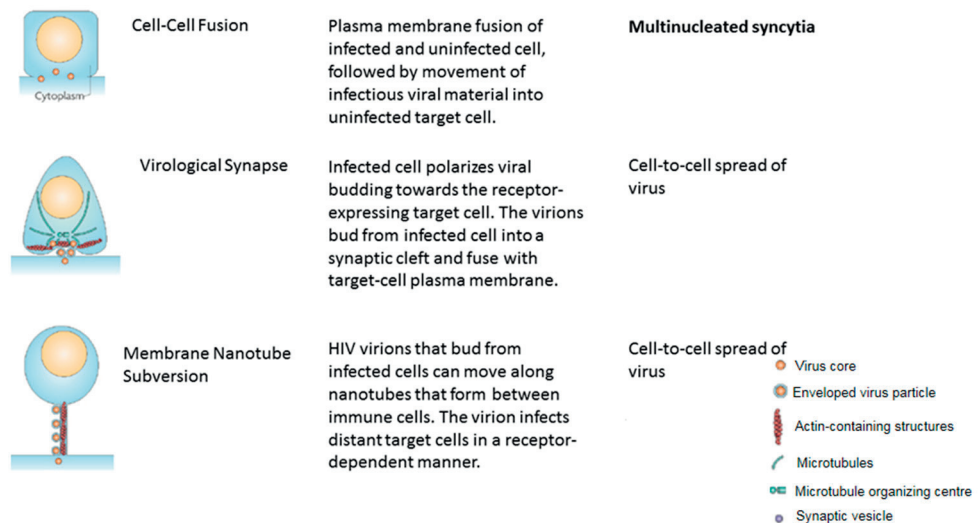 Cell-Cell Fusion
Plasma membrane fusion of
infected and uninfected cell,
followed by movement of
infectious viral material into
uninfected target cell.
Multinucleated syncytia
Cytoplasm
Virological Synapse
Infected cell polarizes viral
budding towards the receptor-
expressing target cell. The virions
bud from infected cell into a
synaptic cleft and fuse with
target-cell plasma membrane.
Cell-to-cell spread of
virus
Membrane Nanotube
Subversion
HIV virions that bud from
infected cells can move along
nanotubes that form between
immune cells. The virion infects
distant target cells in a receptor-
dependent manner.
Cell-to-cell spread of
virus
Virus core
Enveloped virus particle
Actin-containing structures
Microtubules
Microtubule organizing centre
Synaptic vesicle